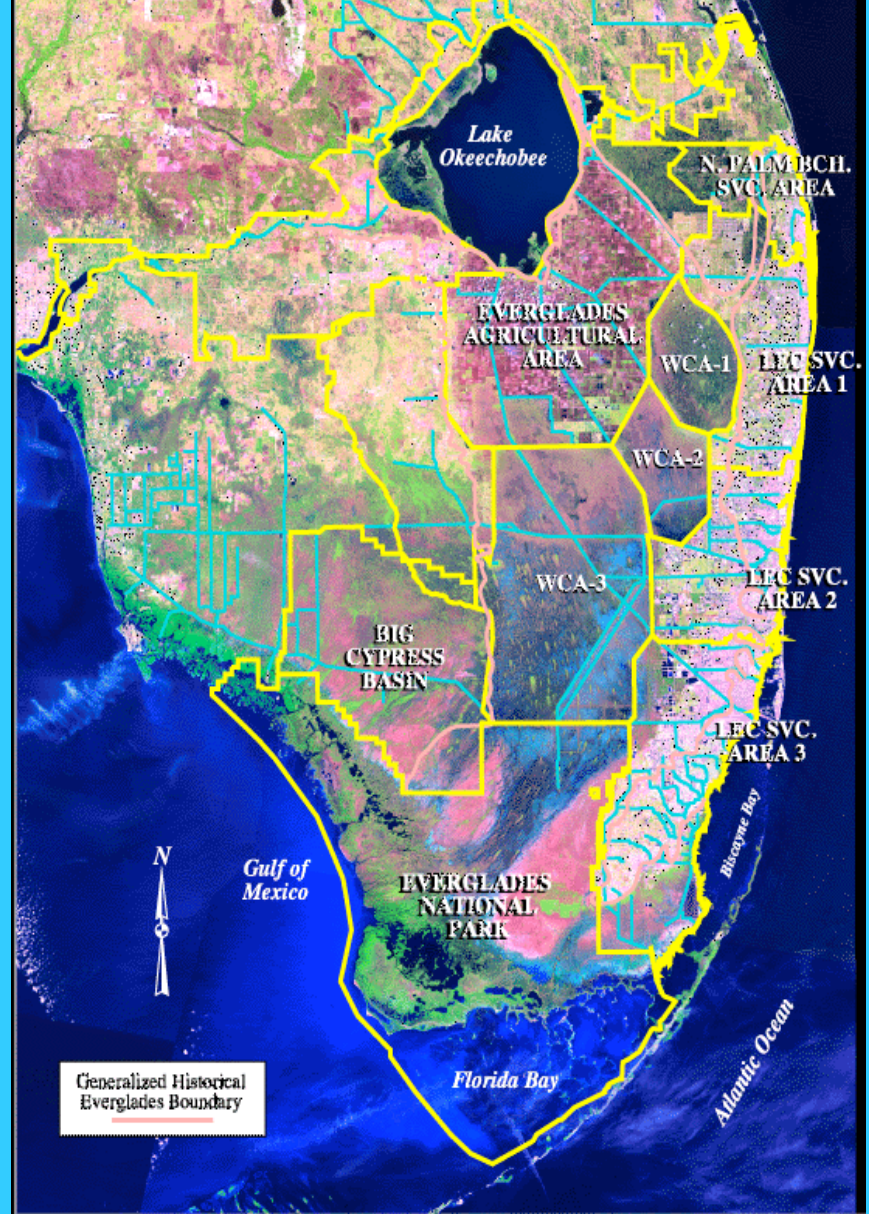 Lake
Okeechobee
N. PALM BCH.
SVC. AREA
EVERGLADES
AGRICULTURAL
AREA
WCA-1
LEC SVC.
AREA 1
WCA-2
WCA-3
LEC SVC.
AREA 2
BIG
CYPRESS
BASIN
LEC SVC.
AREA 3
Biscayne Bay
N
Gulf of
Mexico
EVERGLADES
NATIONAL
PARK
Atlantic Ocean
Florida Bay
Generalized Historical
Everglades Boundary